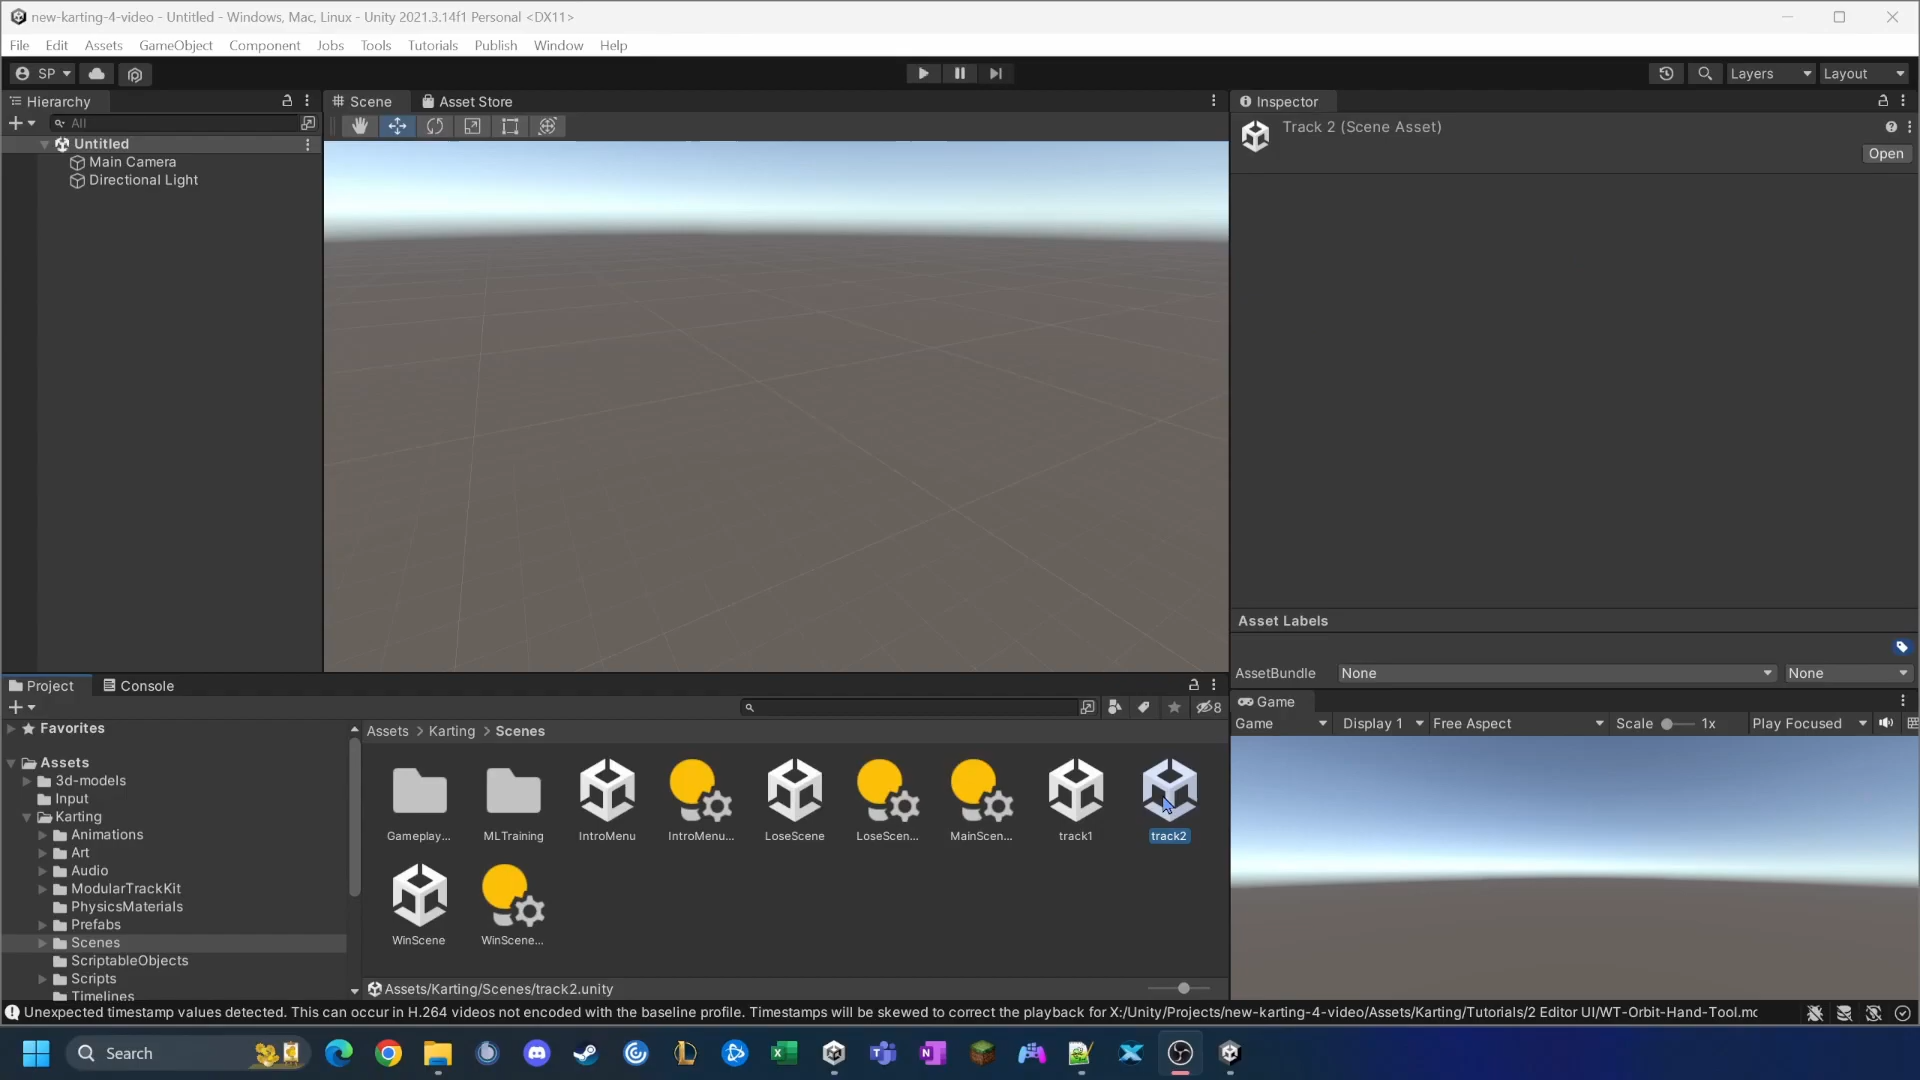 new-karting-4-video - Untitled - Windows, Mac, Linux - Unity 2021.3.14f1 Personal <DX11>
File Edit Assets GameObject Component Jobs Tools Tutorials Publish Window Help
SP Layers Layout
Hierarchy
All
Untitled
Main Camera
Directional Light
Scene Asset Store
Inspector
Track 2 (Scene Asset)
Open
Asset Labels
AssetBundle None None
Game
Game Display 1 Free Aspect Scale 1x Play Focused
Project Console
8
Favorites
Assets
3d-models
Input
Karting
Animations
Art
Audio
ModularTrackKit
PhysicsMaterials
Prefabs
Scenes
ScriptableObjects
Scripts
Timelines
Assets > Karting > Scenes
Gameplay... MLTraining IntroMenu IntroMenu... LoseScene LoseScen... MainScen... track1 track2
WinScene WinScene...
Assets/Karting/Scenes/track2.unity
Unexpected timestamp values detected. This can occur in H.264 videos not encoded with the baseline profile. Timestamps will be skewed to correct the playback for X:/Unity/Projects/new-karting-4-video/Assets/Karting/Tutorials/2 Editor UI/WT-Orbit-Hand-Tool.mc
Search